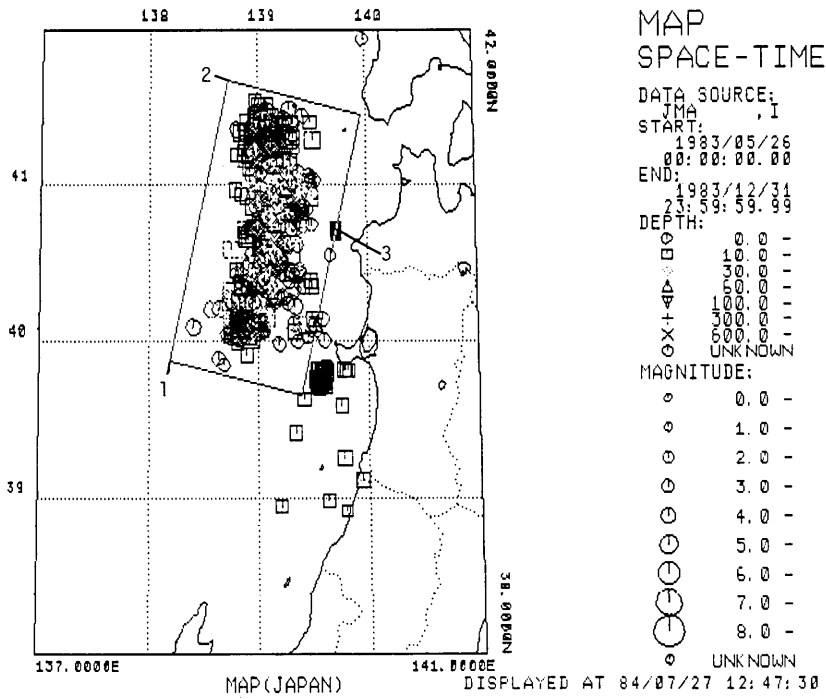 138 139 140
42.0000N
2
41
3
40
1
39
38.0000N
137.0000E
141.0000E
MAP(JAPAN)
MAP
SPACE-TIME
DATA SOURCE:
JMA ,I
START:
1983/05/26
00:00:00.00
END:
1983/12/31
23:59:59.99
DEPTH:
0.0 -
10.0 -
30.0 -
60.0 -
100.0 -
300.0 -
600.0 -
UNKNOWN
MAGNITUDE:
0.0 -
1.0 -
2.0 -
3.0 -
4.0 -
5.0 -
6.0 -
7.0 -
8.0 -
UNKNOWN
DISPLAYED AT 84/07/27 12:47:30